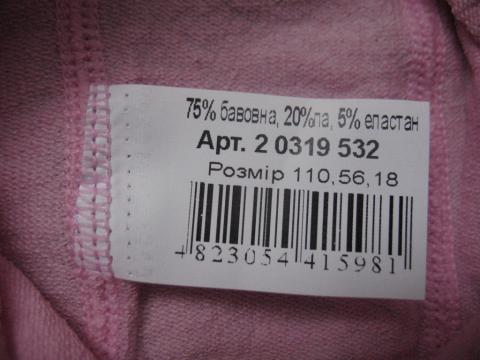 75% бавовна, 20%па, 5% еластан
Арт. 2 0319 532
Розмір 110,56,18
4 823054 415981